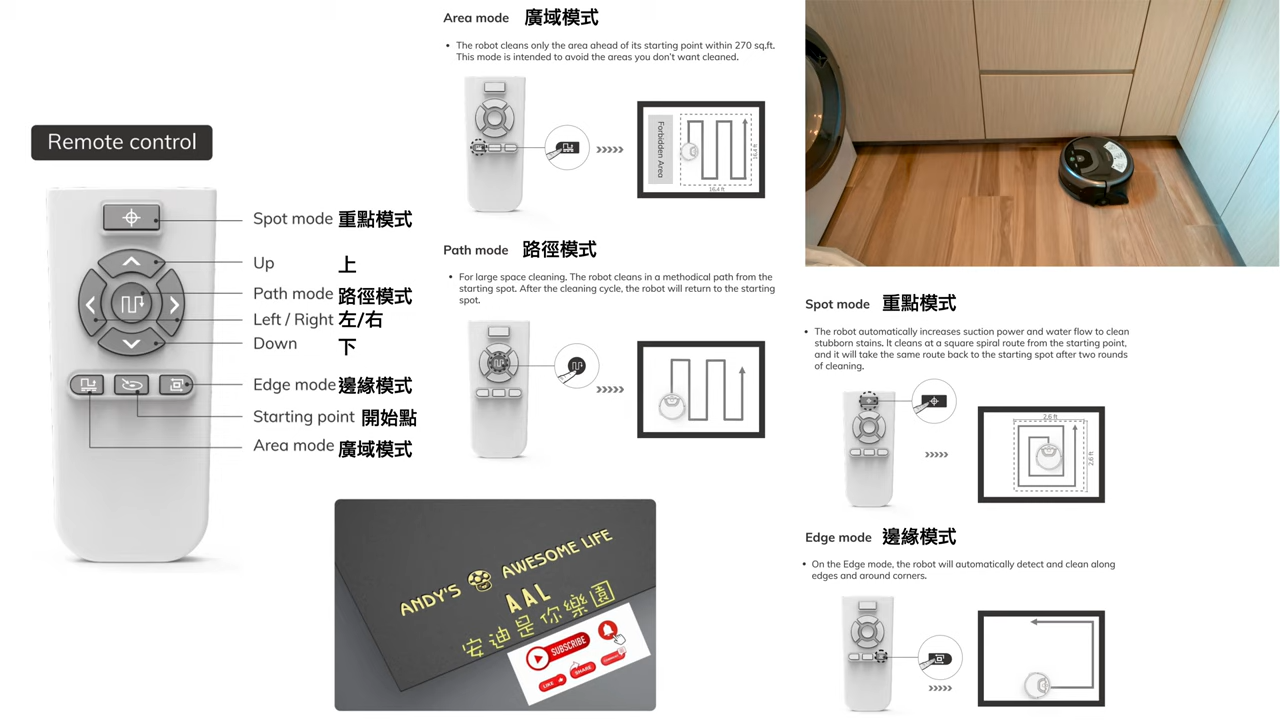 Remote control
Spot mode 重點模式
Up 上
Path mode 路徑模式
Left / Right 左/右
Down 下
Edge mode 邊緣模式
Starting point 開始點
Area mode 廣域模式
Area mode 廣域模式
• The robot cleans only the area ahead of its starting point within 270 sq.ft.
This mode is intended to avoid the areas you don't want cleaned.
Forbidden Area
16.4 ft
Path mode 路徑模式
• For large space cleaning. The robot cleans in a methodical path from the
starting spot. After the cleaning cycle, the robot will return to the starting
spot.
ANDY'S AWESOME LIFE
AAL
安迪是你樂園
SUBSCRIBE
LIKE
SHARE
Spot mode 重點模式
• The robot automatically increases suction power and water flow to clean
stubborn stains. It cleans at a square spiral route from the starting point,
and it will take the same route back to the starting spot after two rounds
of cleaning.
2.6 ft
2.6 ft
Edge mode 邊緣模式
• On the Edge mode, the robot will automatically detect and clean along
edges and around corners.